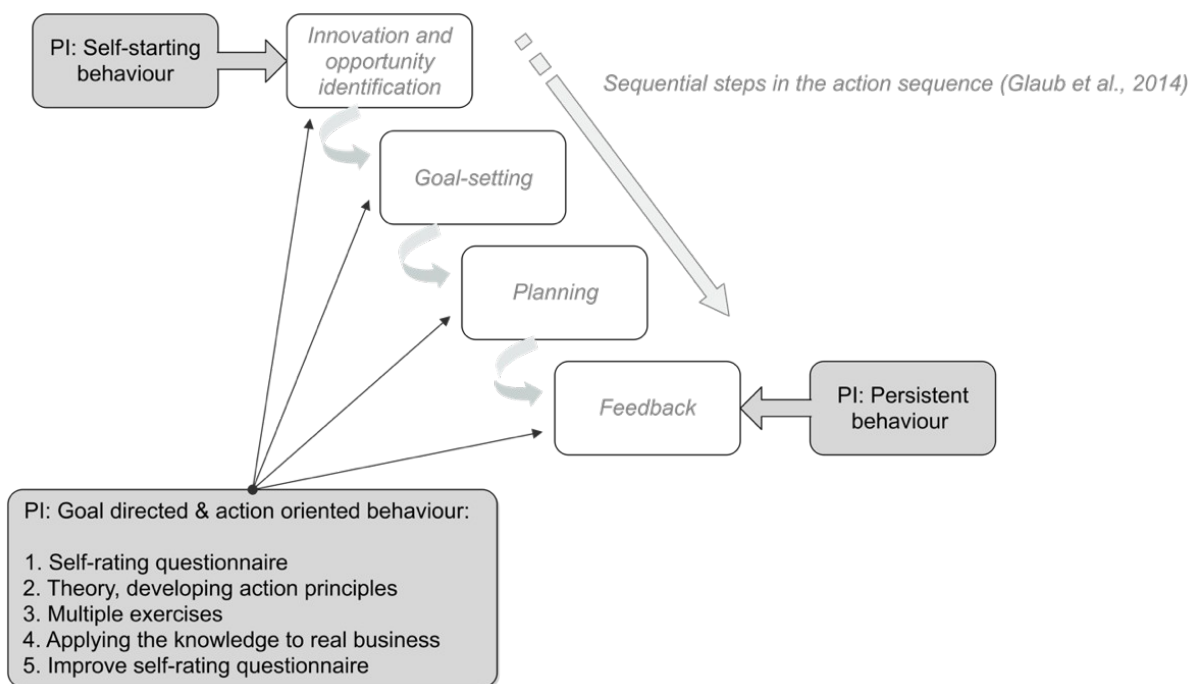 PI: Self-starting
behaviour
Innovation and
opportunity
identification
Sequential steps in the action sequence (Glaub et al., 2014)
Goal-setting
Planning
Feedback
PI: Persistent
behaviour
PI: Goal directed & action oriented behaviour:
1. Self-rating questionnaire
2. Theory, developing action principles
3. Multiple exercises
4. Applying the knowledge to real business
5. Improve self-rating questionnaire